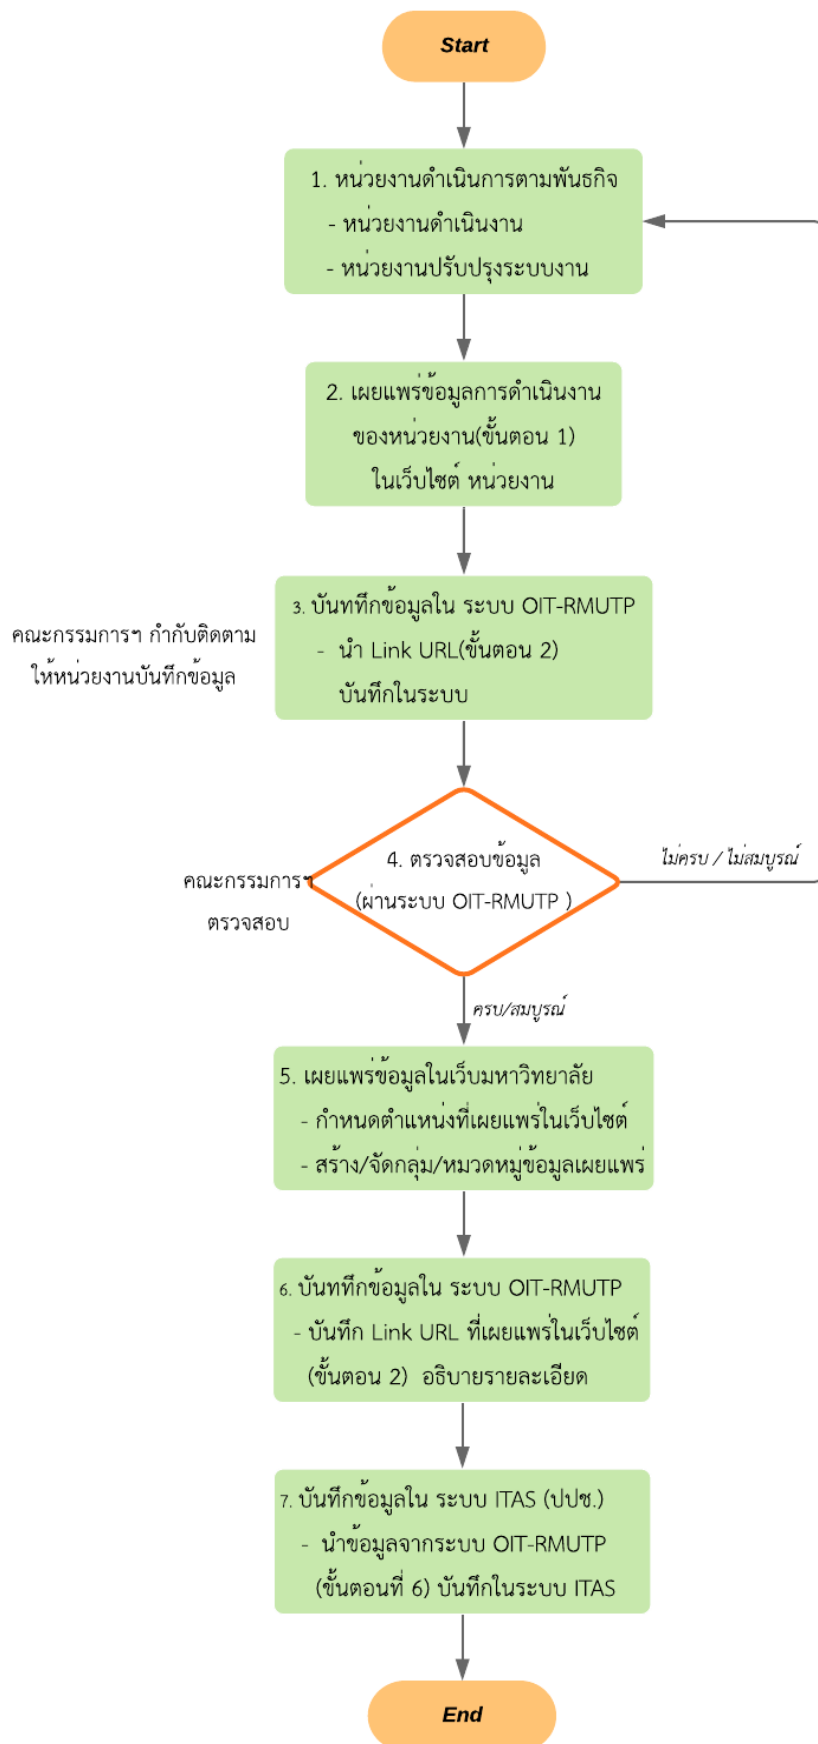 Start
1. หน่วยงานดำเนินการตามพันธกิจ
- หน่วยงานดำเนินงาน
- หน่วยงานปรับปรุงระบบงาน
2. เผยแพร่ข้อมูลการดำเนินงาน
ของหน่วยงาน(ขั้นตอน 1)
ในเว็บไซต์ หน่วยงาน
คณะกรรมการฯ กำกับติดตาม
ให้หน่วยงานบันทึกข้อมูล
3. บันททึกข้อมูลใน ระบบ OIT-RMUTP
- นำ Link URL(ขั้นตอน 2)
บันทึกในระบบ
คณะกรรมการฯ
ตรวจสอบ
4. ตรวจสอบข้อมูล
(ผ่านระบบ OIT-RMUTP )
ไม่ครบ / ไม่สมบูรณ์
ครบ/สมบูรณ์
5. เผยแพร่ข้อมูลในเว็บมหาวิทยาลัย
- กำหนดตำแหน่งที่เผยแพร่ในเว็บไซต์
- สร้าง/จัดกลุ่ม/หมวดหมู่ข้อมูลเผยแพร่
6. บันททึกข้อมูลใน ระบบ OIT-RMUTP
- บันทึก Link URL ที่เผยแพร่ในเว็บไซต์
(ขั้นตอน 2) อธิบายรายละเอียด
7. บันทึกข้อมูลใน ระบบ ITAS (ปปช.)
- นำข้อมูลจากระบบ OIT-RMUTP
(ขั้นตอนที่ 6) บันทึกในระบบ ITAS
End